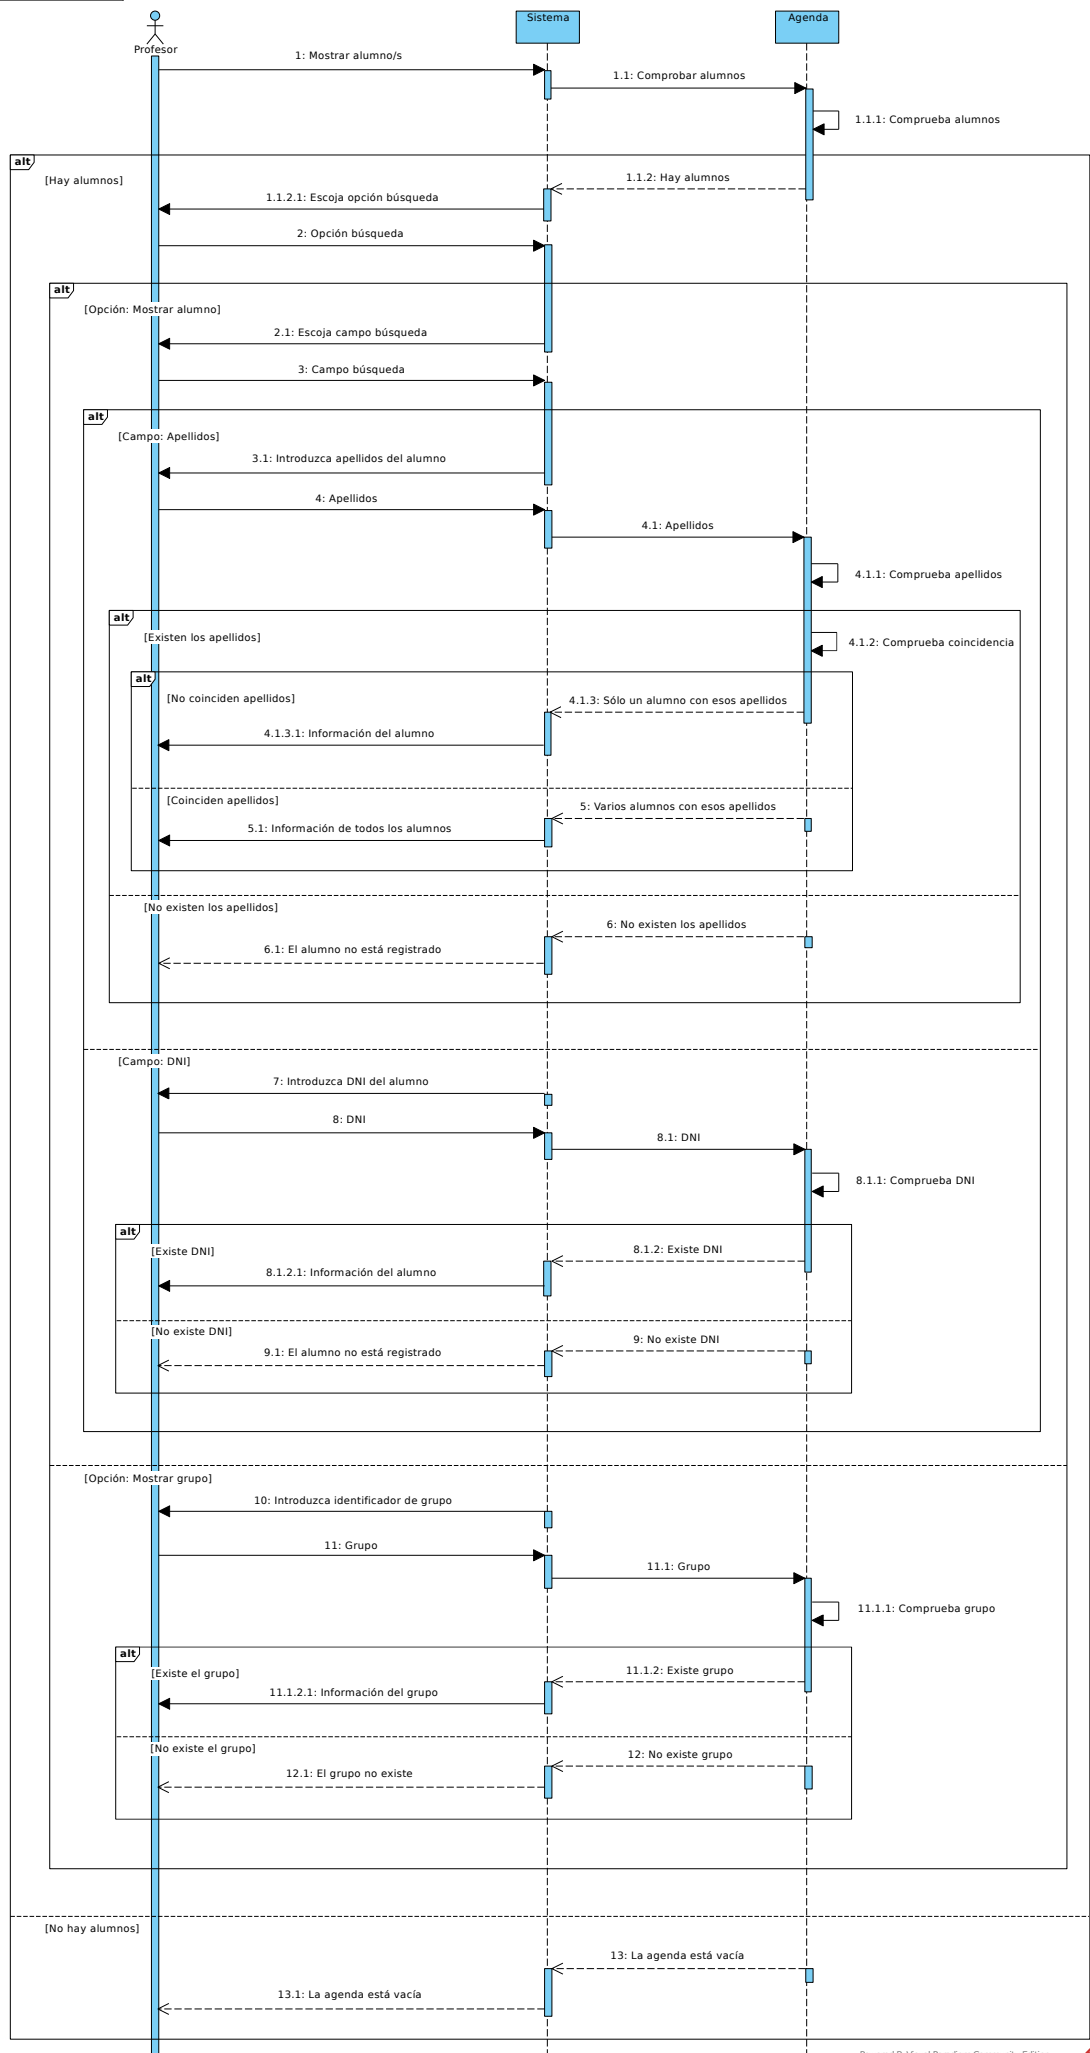 Profesor
Sistema
Agenda
1: Mostrar alumno/s
1.1: Comprobar alumnos
1.1.1: Comprueba alumnos
alt
[Hay alumnos]
1.1.2: Hay alumnos
1.1.2.1: Escoja opción búsqueda
2: Opción búsqueda
alt
[Opción: Mostrar alumno]
2.1: Escoja campo búsqueda
3: Campo búsqueda
alt
[Campo: Apellidos]
3.1: Introduzca apellidos del alumno
4: Apellidos
4.1: Apellidos
4.1.1: Comprueba apellidos
alt
[Existen los apellidos]
4.1.2: Comprueba coincidencia
alt
[No coinciden apellidos]
4.1.3: Sólo un alumno con esos apellidos
4.1.3.1: Información del alumno
[Coinciden apellidos]
5: Varios alumnos con esos apellidos
5.1: Información de todos los alumnos
[No existen los apellidos]
6: No existen los apellidos
6.1: El alumno no está registrado
[Campo: DNI]
7: Introduzca DNI del alumno
8: DNI
8.1: DNI
8.1.1: Comprueba DNI
alt
[Existe DNI]
8.1.2: Existe DNI
8.1.2.1: Información del alumno
[No existe DNI]
9: No existe DNI
9.1: El alumno no está registrado
[Opción: Mostrar grupo]
10: Introduzca identificador de grupo
11: Grupo
11.1: Grupo
11.1.1: Comprueba grupo
alt
[Existe el grupo]
11.1.2: Existe grupo
11.1.2.1: Información del grupo
[No existe el grupo]
12: No existe grupo
12.1: El grupo no existe
[No hay alumnos]
13: La agenda está vacía
13.1: La agenda está vacía